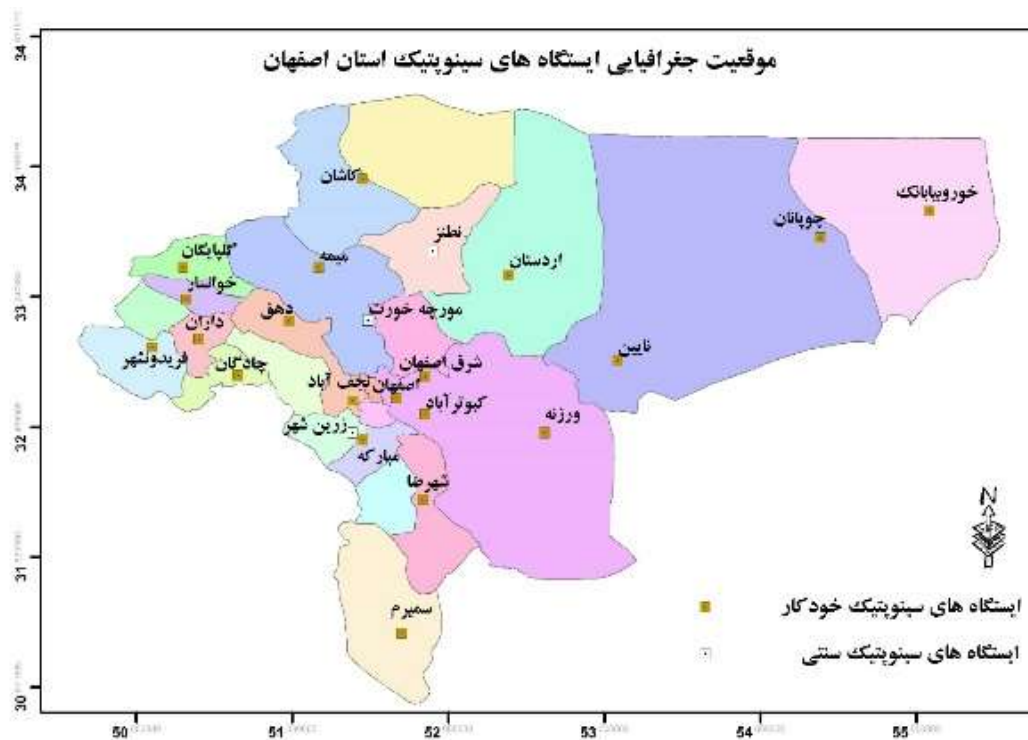 موقعیت جغرافیایی ایستگاه های سینوپتیک استان اصفهان
کاشان
خوروبیابانک
چوپانان
نطنز
گلپایگان
میمه
اردستان
خوانسار
دهق
مورچه خورت
داران
فریدونشهر
چادگان
شرق اصفهان
نایین
نجف آباد
اصفهان
کبوترآباد
ورزنه
زرین شهر
مبارکه
شهرضا
سمیرم
N
ایستگاه های سینوپتیک خودکار
ایستگاه های سینوپتیک سنتی
34
34
33
32
31
30
50
51
52
53
54
55